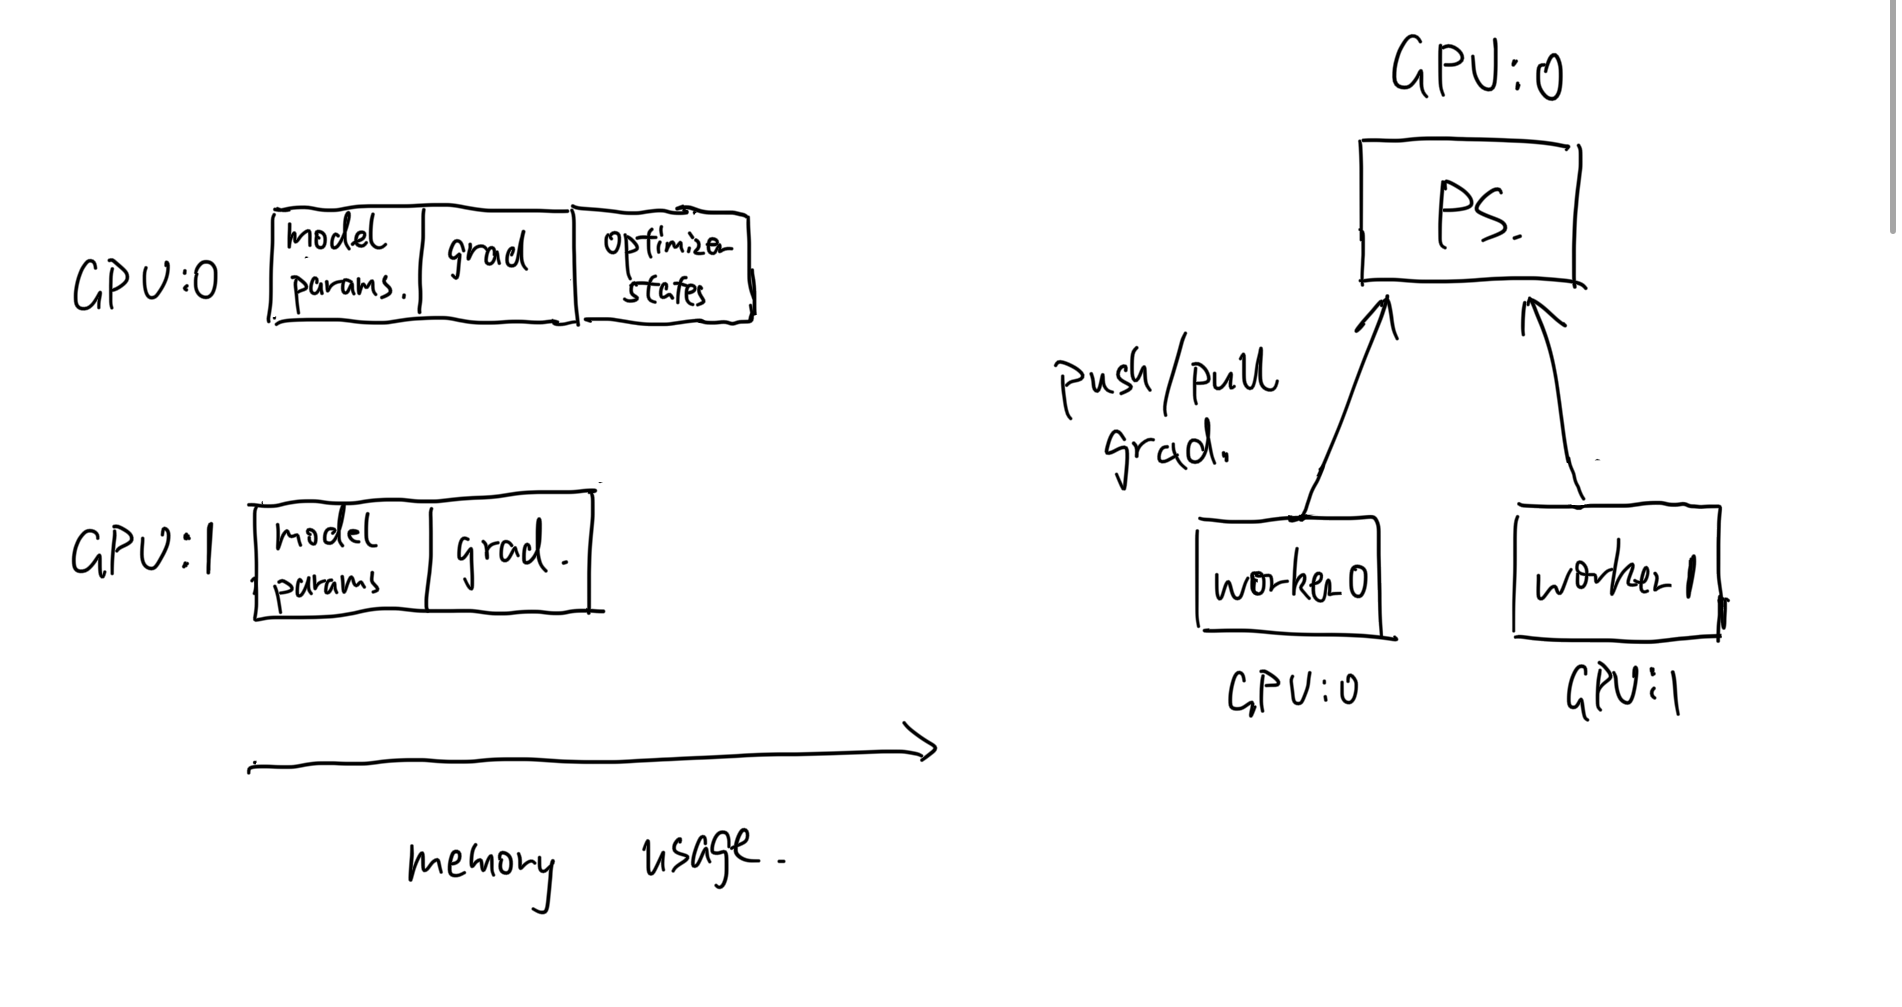 GPU:0
model
params.
grad
optimizer
states
GPU:1
model
params
grad.
memory usage.
GPU:0
PS.
push/pull
grad.
worker0
worker1
GPU:0
GPU:1